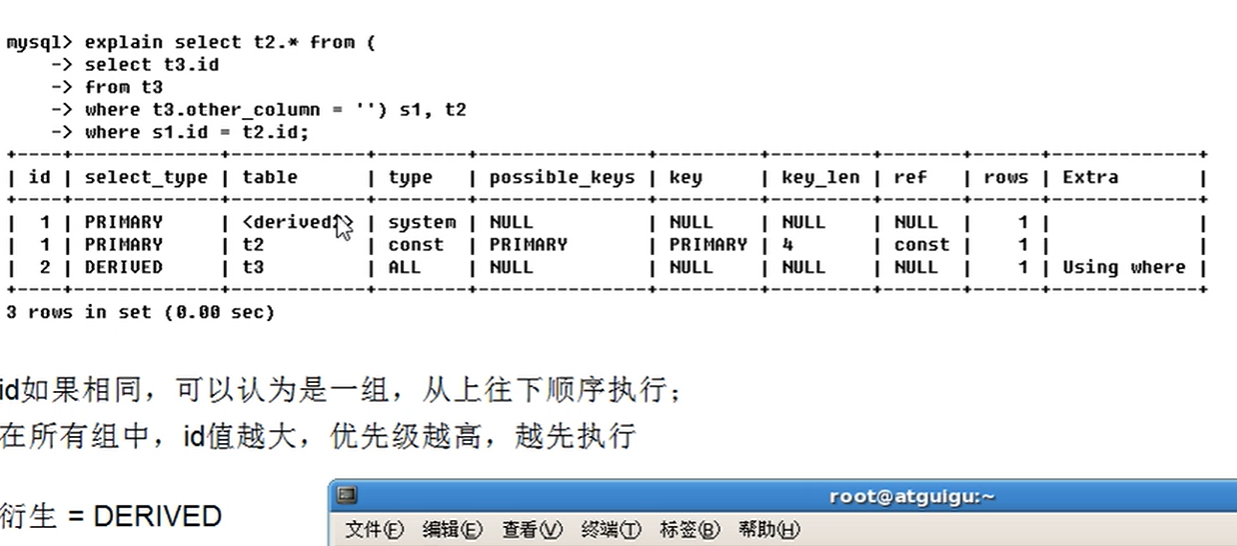 mysql> explain select t2.* from (
-> select t3.id
-> from t3
-> where t3.other_column = '') s1, t2
-> where s1.id = t2.id;
+----+-------------+------------+--------+---------------+---------+---------+-------+------+-------------+
| id | select_type | table | type | possible_keys | key | key_len | ref | rows | Extra |
+----+-------------+------------+--------+---------------+---------+---------+-------+------+-------------+
| 1 | PRIMARY | <derived2> | system | NULL | NULL | NULL | NULL | 1 | |
| 1 | PRIMARY | t2 | const | PRIMARY | PRIMARY | 4 | const | 1 | |
| 2 | DERIVED | t3 | ALL | NULL | NULL | NULL | NULL | 1 | Using where |
+----+-------------+------------+--------+---------------+---------+---------+-------+------+-------------+
3 rows in set (0.00 sec)
id如果相同，可以认为是一组，从上往下顺序执行；
在所有组中，id值越大，优先级越高，越先执行
衍生 = DERIVED
root@atguigu:~
文件(F) 编辑(E) 查看(V) 终端(T) 标签(B) 帮助(H)